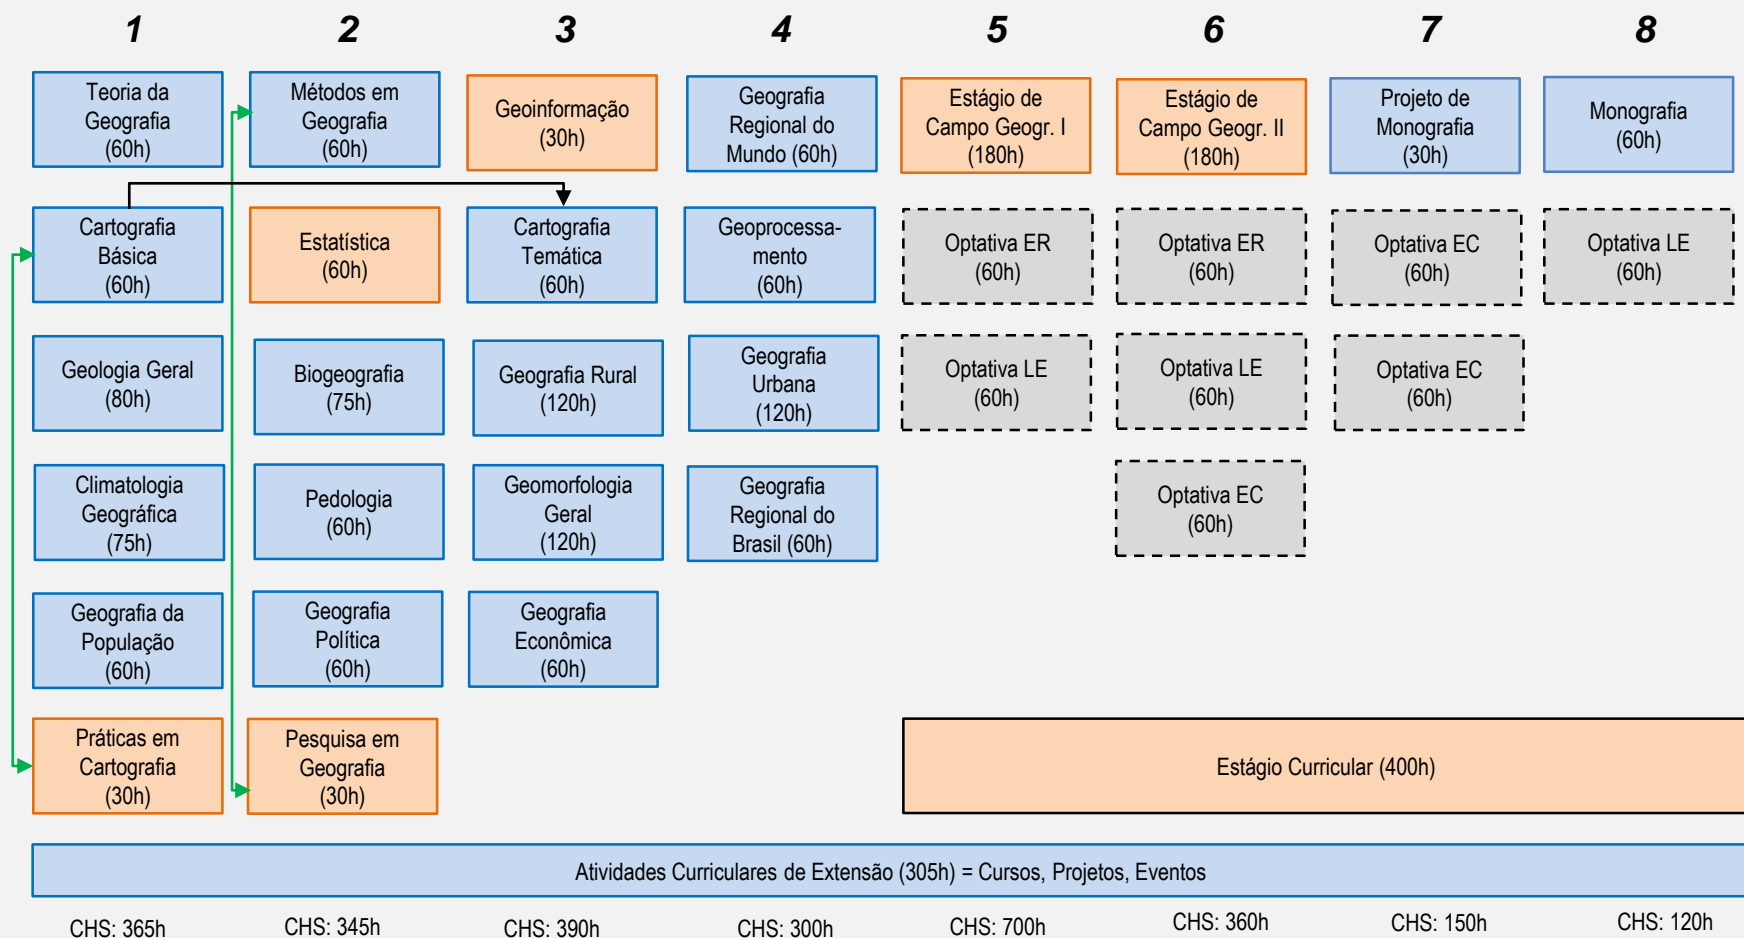 1
2
3
4
5
6
7
8
Teoria da
Geografia
(60h)
Métodos em
Geografia
(60h)
Geoinformação
(30h)
Geografia
Regional do
Mundo (60h)
Estágio de
Campo Geogr. I
(180h)
Estágio de
Campo Geogr. II
(180h)
Projeto de
Monografia
(30h)
Monografia
(60h)
Cartografia
Básica
(60h)
Estatística
(60h)
Cartografia
Temática
(60h)
Geoprocessa-
mento
(60h)
Optativa ER
(60h)
Optativa ER
(60h)
Optativa EC
(60h)
Optativa LE
(60h)
Geologia Geral
(80h)
Biogeografia
(75h)
Geografia Rural
(120h)
Geografia
Urbana
(120h)
Optativa LE
(60h)
Optativa LE
(60h)
Optativa EC
(60h)
Climatologia
Geográfica
(75h)
Pedologia
(60h)
Geomorfologia
Geral
(120h)
Geografia
Regional do
Brasil (60h)
Optativa EC
(60h)
Geografia da
População
(60h)
Geografia
Política
(60h)
Geografia
Econômica
(60h)
Práticas em
Cartografia
(30h)
Pesquisa em
Geografia
(30h)
Estágio Curricular (400h)
Atividades Curriculares de Extensão (305h) = Cursos, Projetos, Eventos
CHS: 365h
CHS: 345h
CHS: 390h
CHS: 300h
CHS: 700h
CHS: 360h
CHS: 150h
CHS: 120h